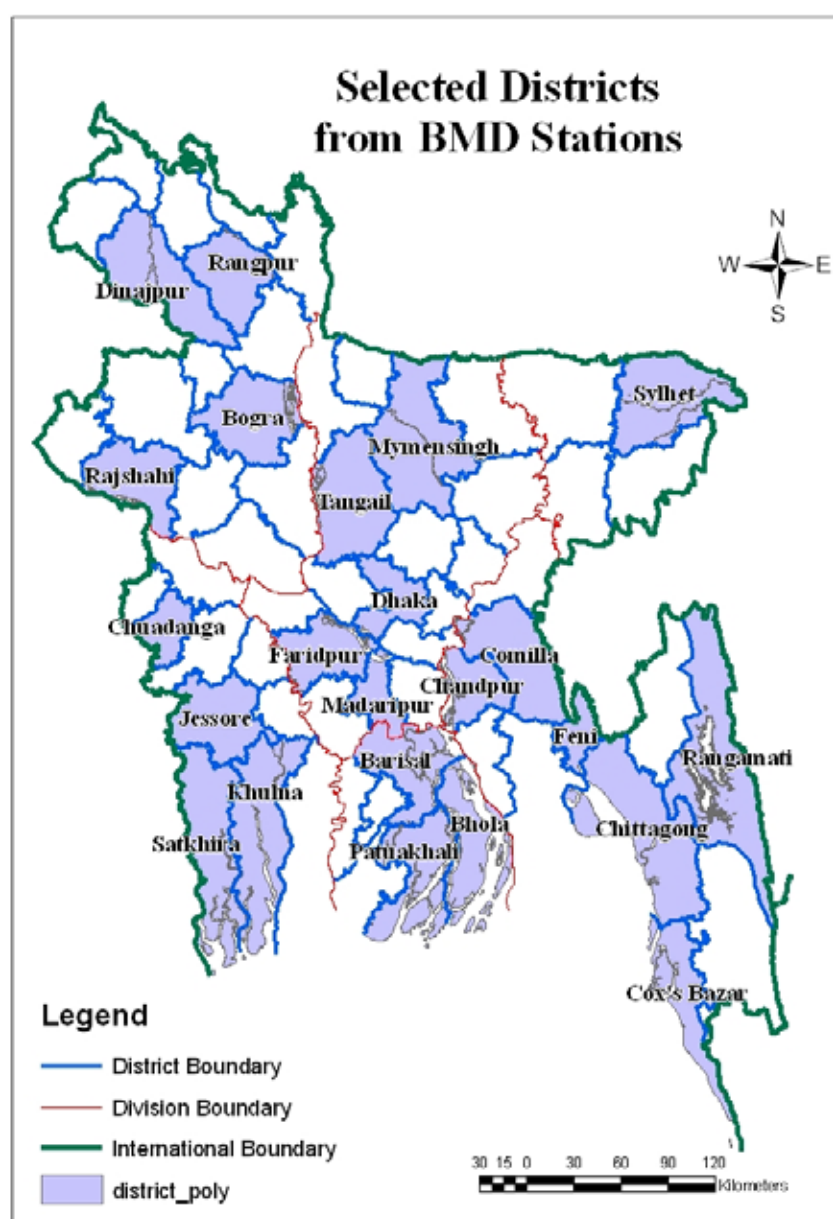 Selected Districts
from BMD Stations
N
W
E
S
Rangpur
Dinajpur
Sylhet
Bogra
Mymensingh
Rajshahi
Tangail
Dhaka
Chuadanga
Faridpur
Comilla
Chandpur
Madaripur
Jessore
Feni
Barisal
Rangamati
Khulna
Bhola
Chittagong
Satkhira
Patuakhali
Cox's Bazar
Legend
District Boundary
Division Boundary
International Boundary
district_poly
30 15 0 30 60 90 120
Kilometers